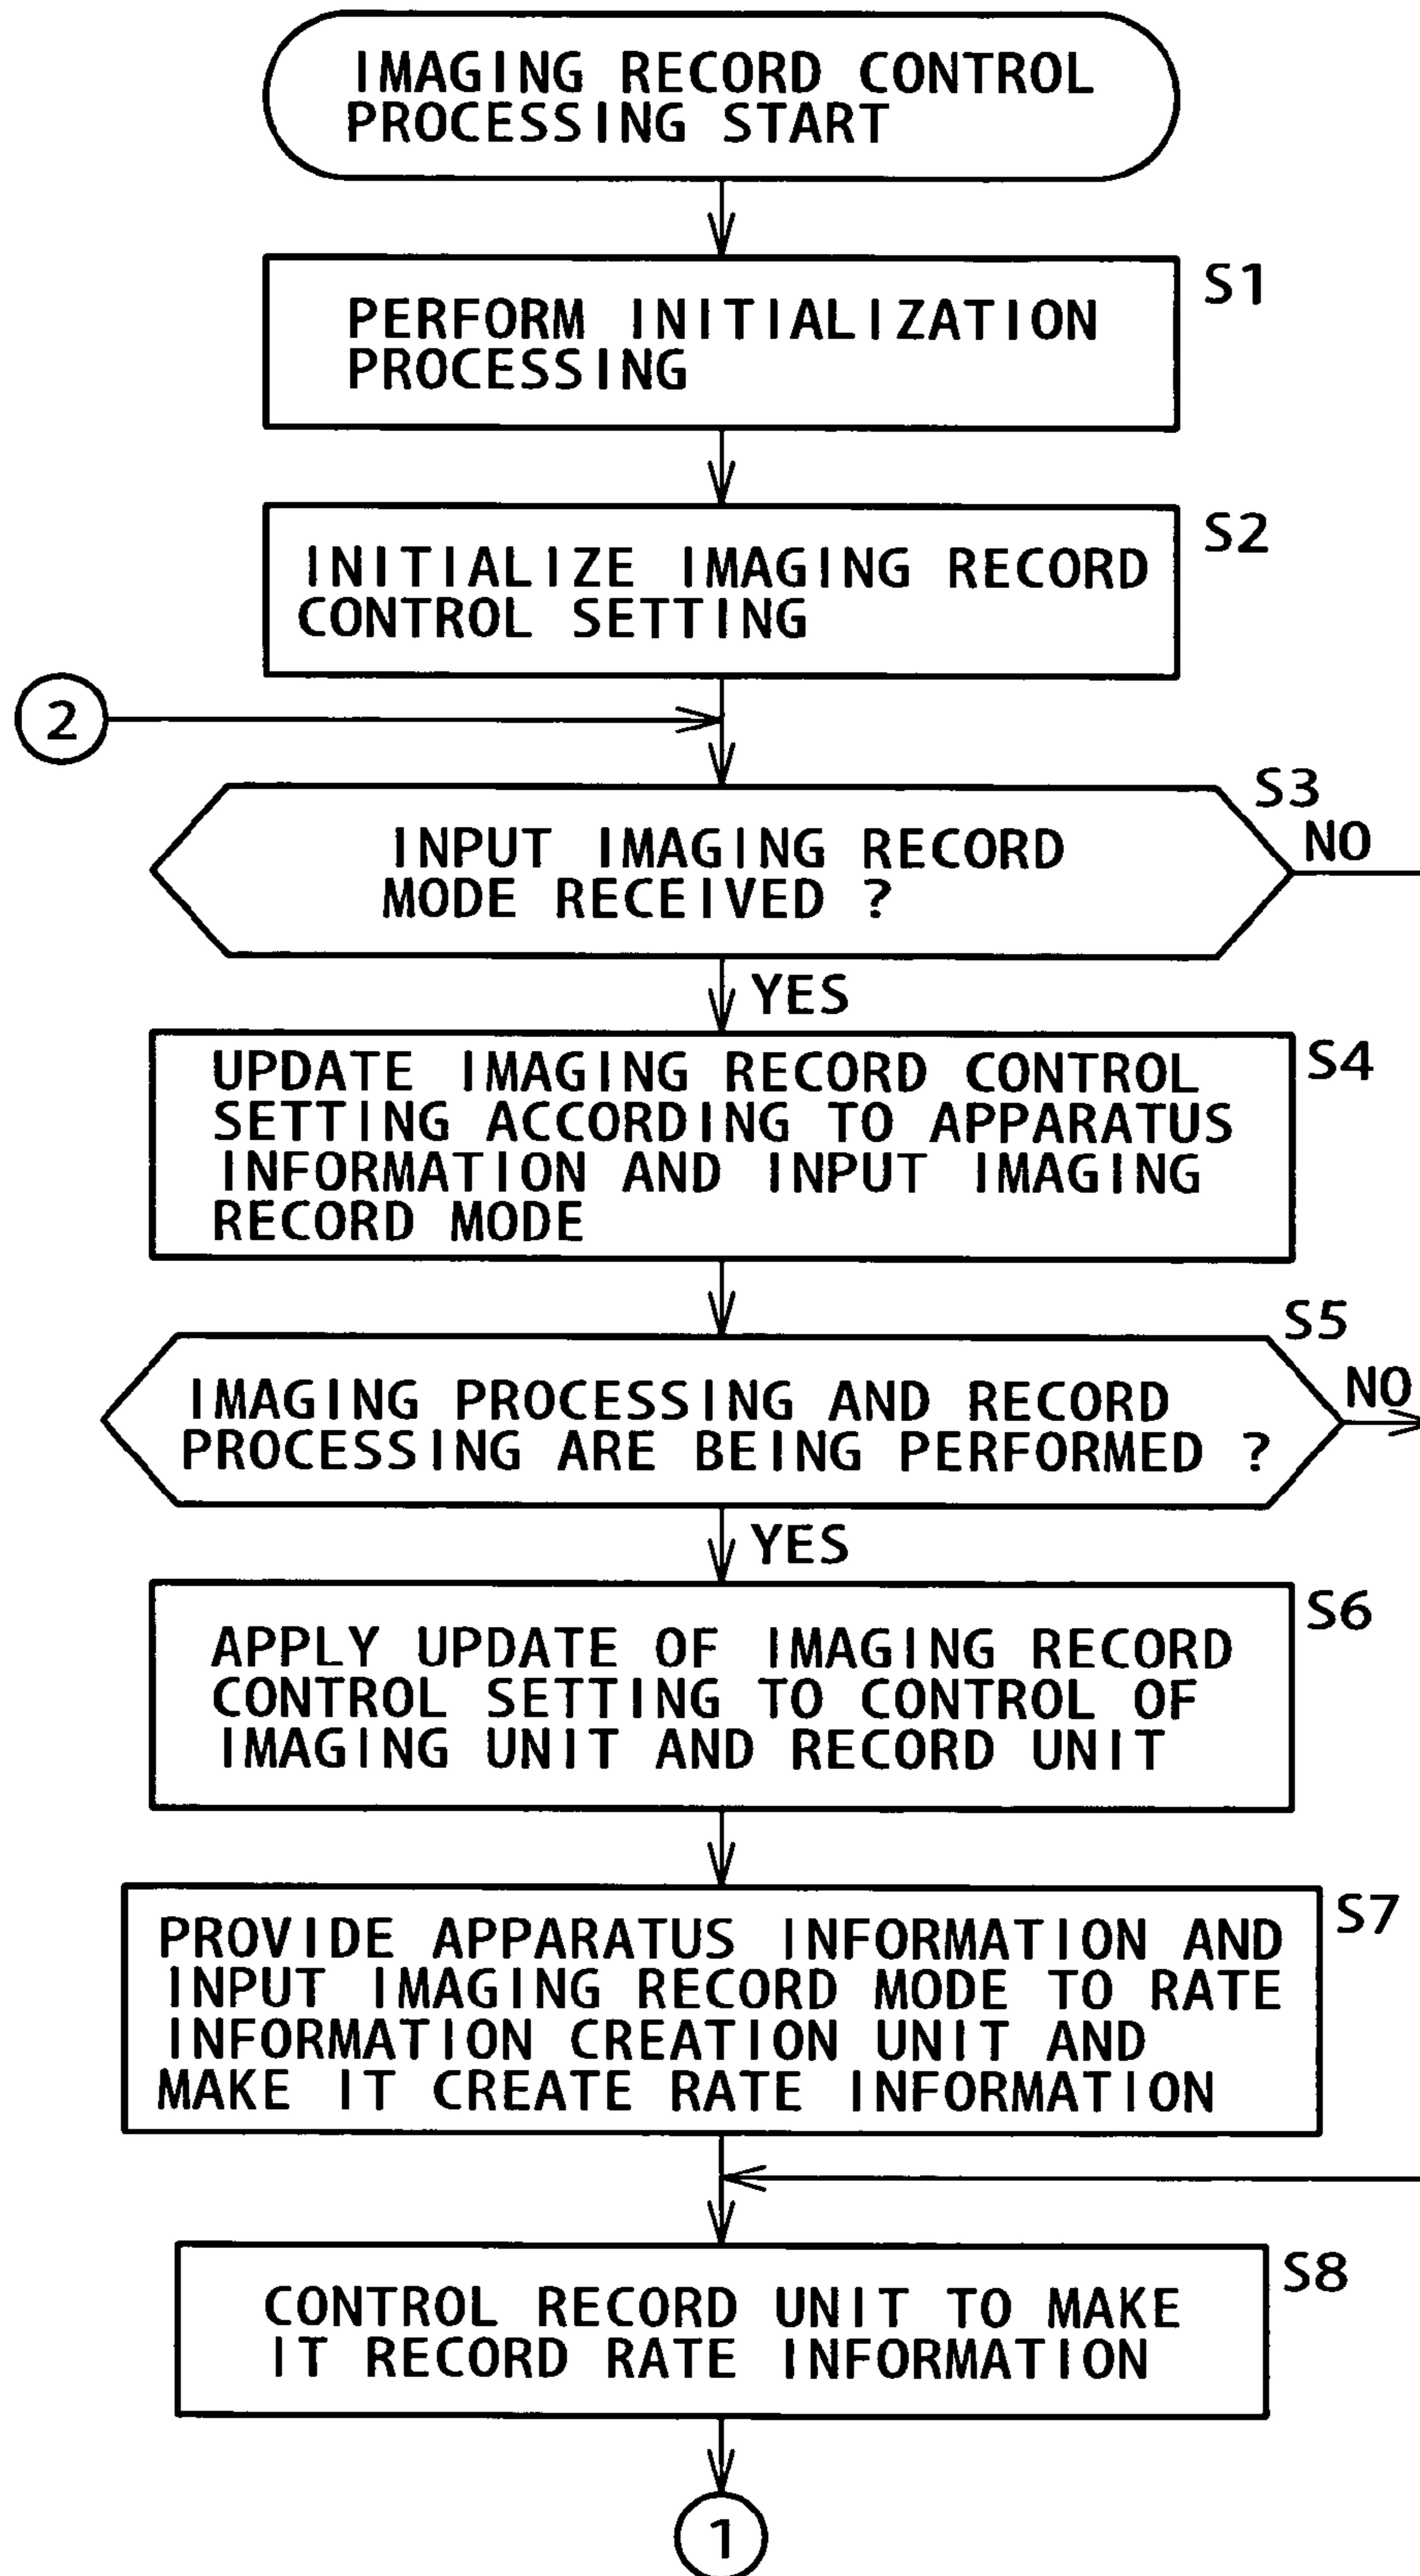 IMAGING RECORD CONTROL
PROCESSING START
S1
PERFORM INITIALIZATION
PROCESSING
S2
INITIALIZE IMAGING RECORD
CONTROL SETTING
2
S3
INPUT IMAGING RECORD
MODE RECEIVED ?
NO
YES
S4
UPDATE IMAGING RECORD CONTROL
SETTING ACCORDING TO APPARATUS
INFORMATION AND INPUT IMAGING
RECORD MODE
S5
IMAGING PROCESSING AND RECORD
PROCESSING ARE BEING PERFORMED ?
NO
YES
S6
APPLY UPDATE OF IMAGING RECORD
CONTROL SETTING TO CONTROL OF
IMAGING UNIT AND RECORD UNIT
S7
PROVIDE APPARATUS INFORMATION AND
INPUT IMAGING RECORD MODE TO RATE
INFORMATION CREATION UNIT AND
MAKE IT CREATE RATE INFORMATION
S8
CONTROL RECORD UNIT TO MAKE
IT RECORD RATE INFORMATION
1